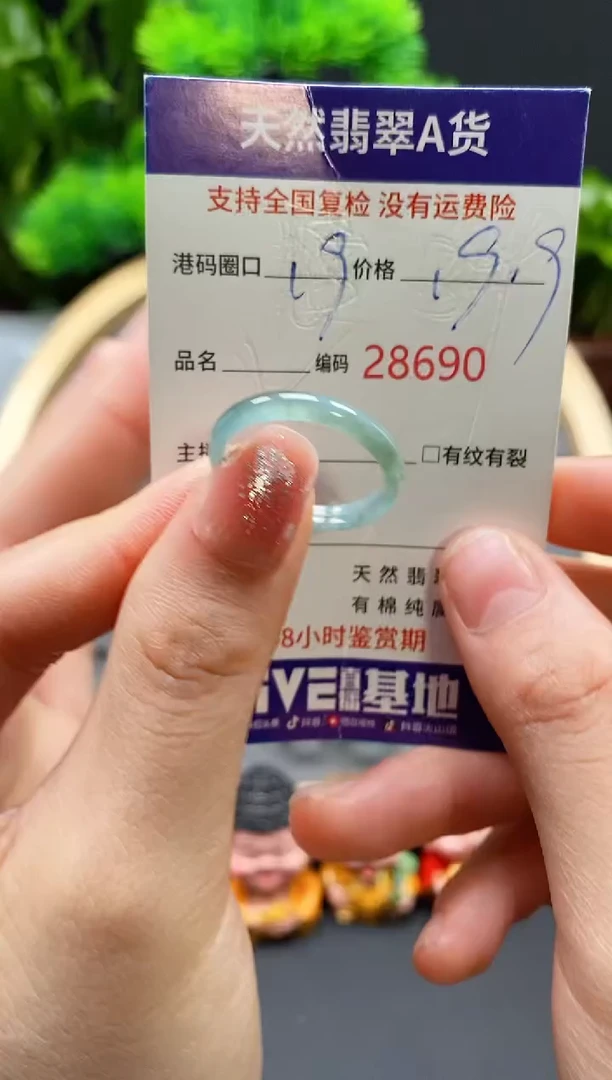 天然翡翠A货
支持全国复检 没有运费险
港码圈口 19 价格 19.9
品名 编码 28690
主 □有纹有裂
天然翡
有棉纯
8小时鉴赏期
iVE 基地